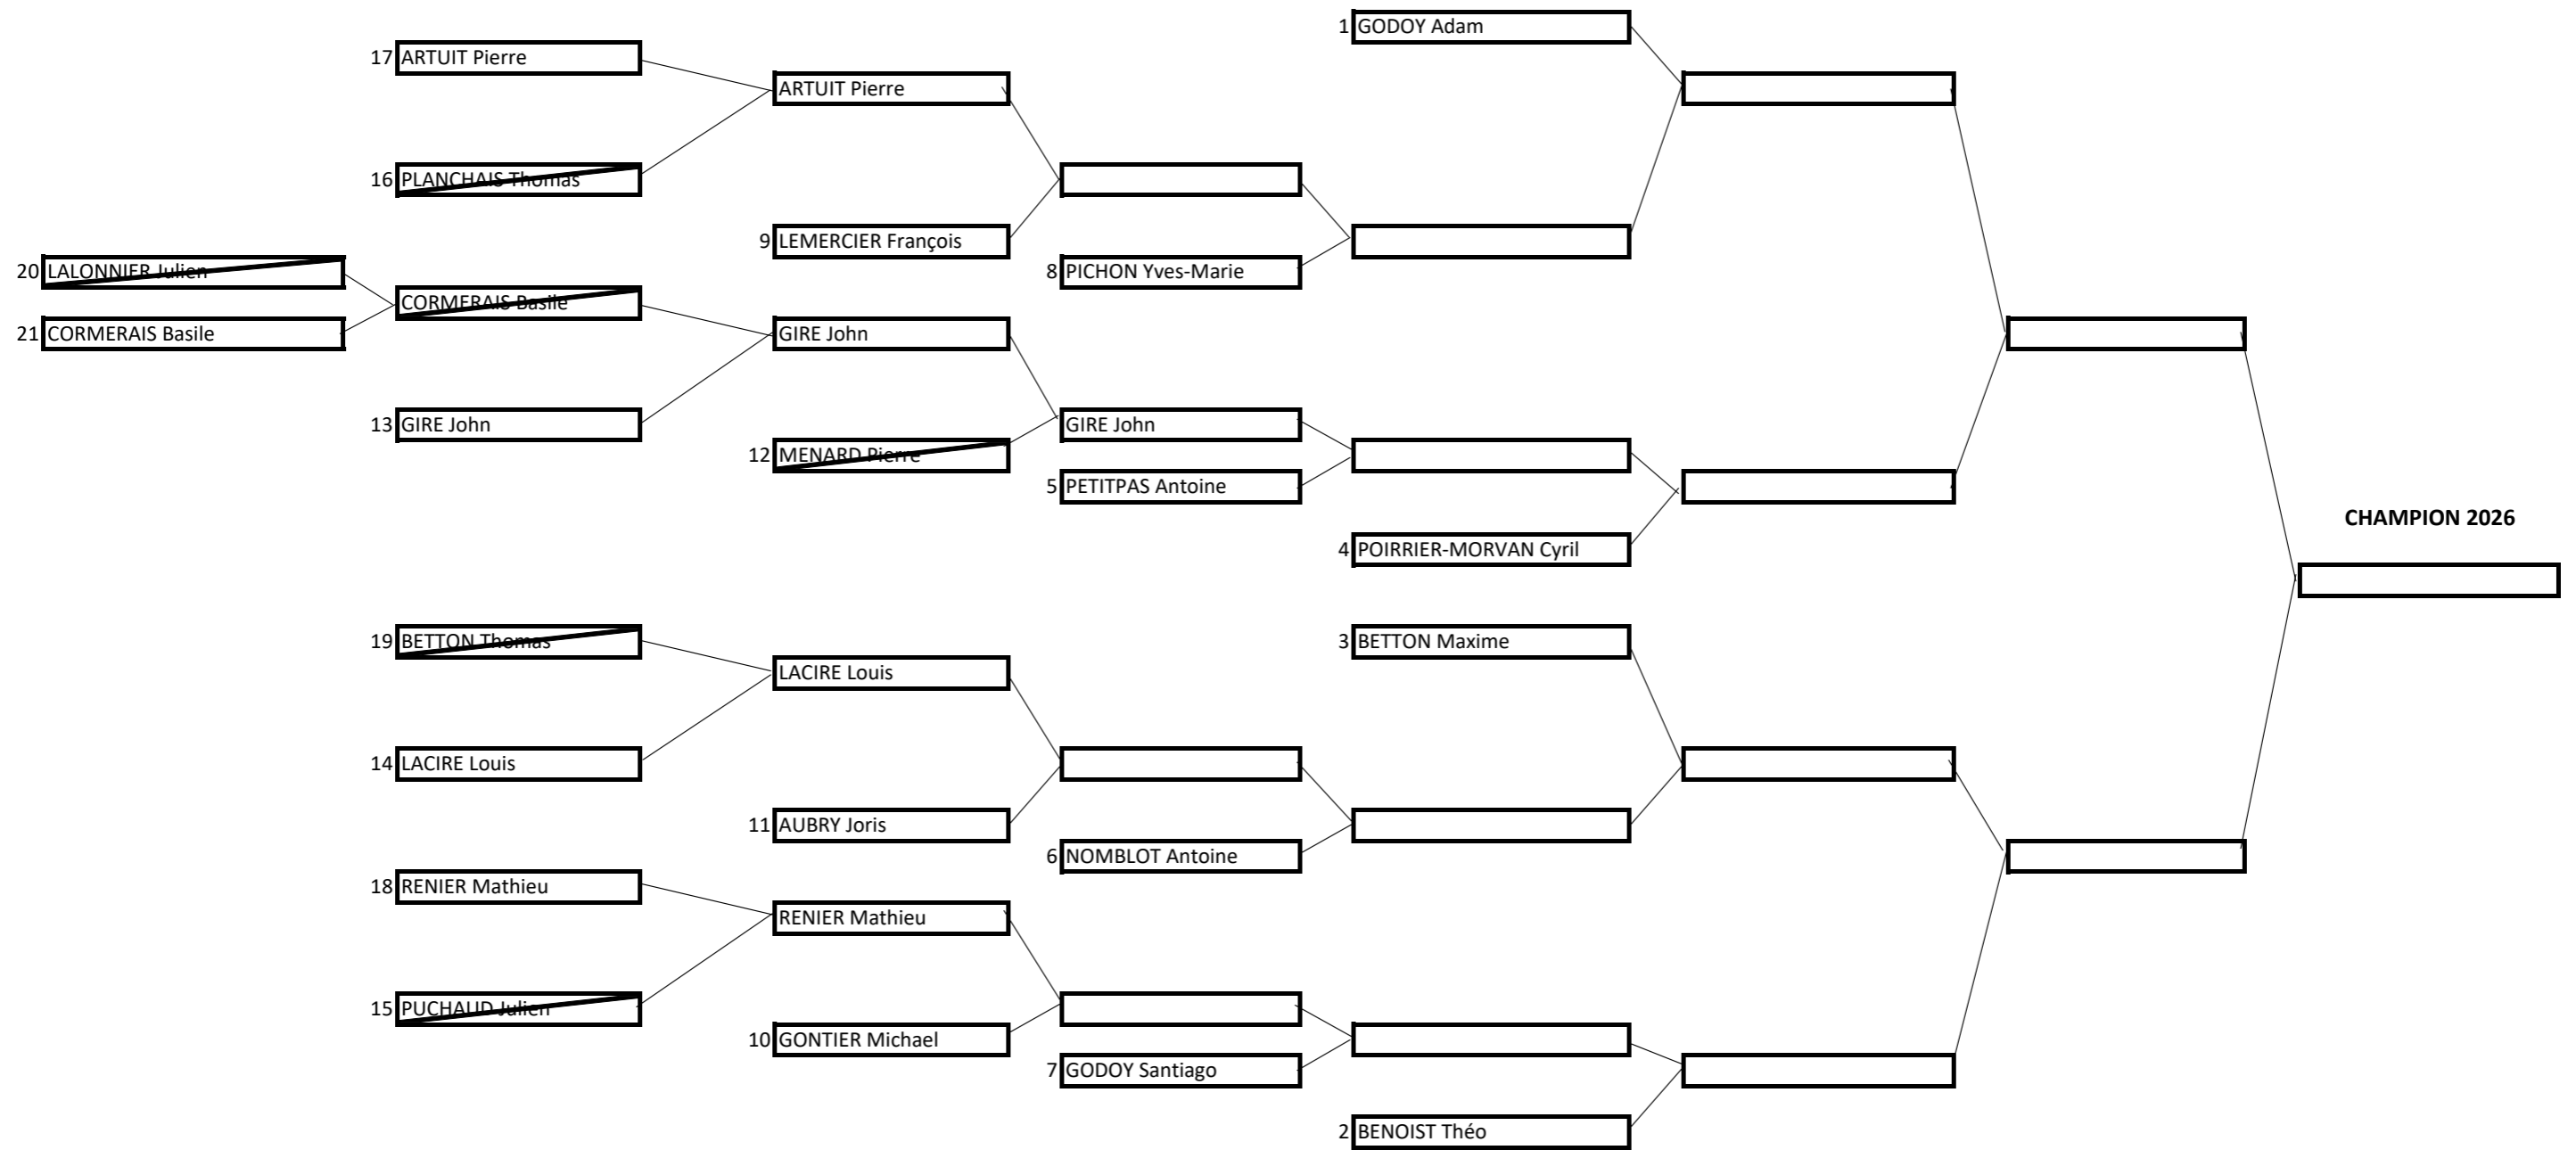 1 GODOY Adam
17 ARTUIT Pierre
ARTUIT Pierre
16 PLANCHAIS Thomas
9 LEMERCIER François
20 LALONNIER Julien
8 PICHON Yves-Marie
CORMERAIS Basile
21 CORMERAIS Basile
GIRE John
13 GIRE John
GIRE John
12 MENARD Pierre
5 PETITPAS Antoine
CHAMPION 2026
4 POIRRIER-MORVAN Cyril
19 BETTON Thomas
3 BETTON Maxime
LACIRE Louis
14 LACIRE Louis
11 AUBRY Joris
6 NOMBLOT Antoine
18 RENIER Mathieu
RENIER Mathieu
15 PUCHAUD Julien
10 GONTIER Michael
7 GODOY Santiago
2 BENOIST Théo